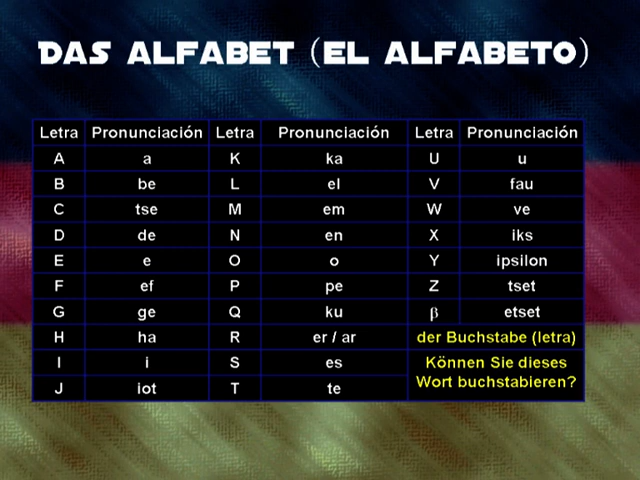 Das alfabet (El alfabeto)
Letra Pronunciación Letra Pronunciación Letra Pronunciación
A a K ka U u
B be L el V fau
C tse M em W ve
D de N en X iks
E e O o Y ipsilon
F ef P pe Z tset
G ge Q ku β etset
H ha R er / ar der Buchstabe (letra)
I i S es Können Sie dieses
J iot T te Wort buchstabieren?